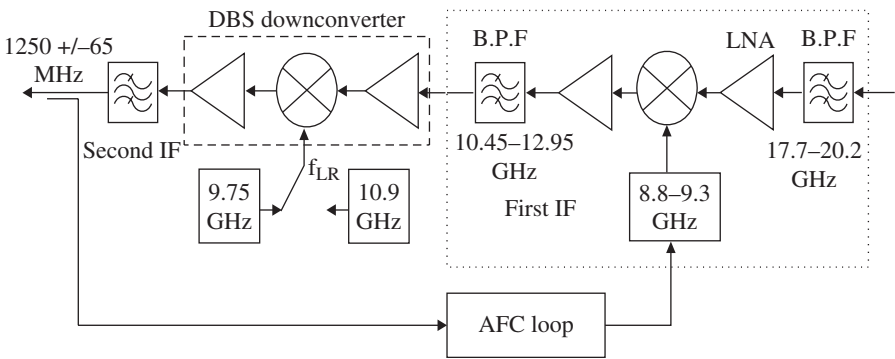 DBS downconverter
1250 +/–65
MHz
B.P.F
LNA
B.P.F
Second IF
10.45–12.95
GHz
17.7–20.2
GHz
f_LR
9.75
GHz
10.9
GHz
First IF
8.8–9.3
GHz
AFC loop